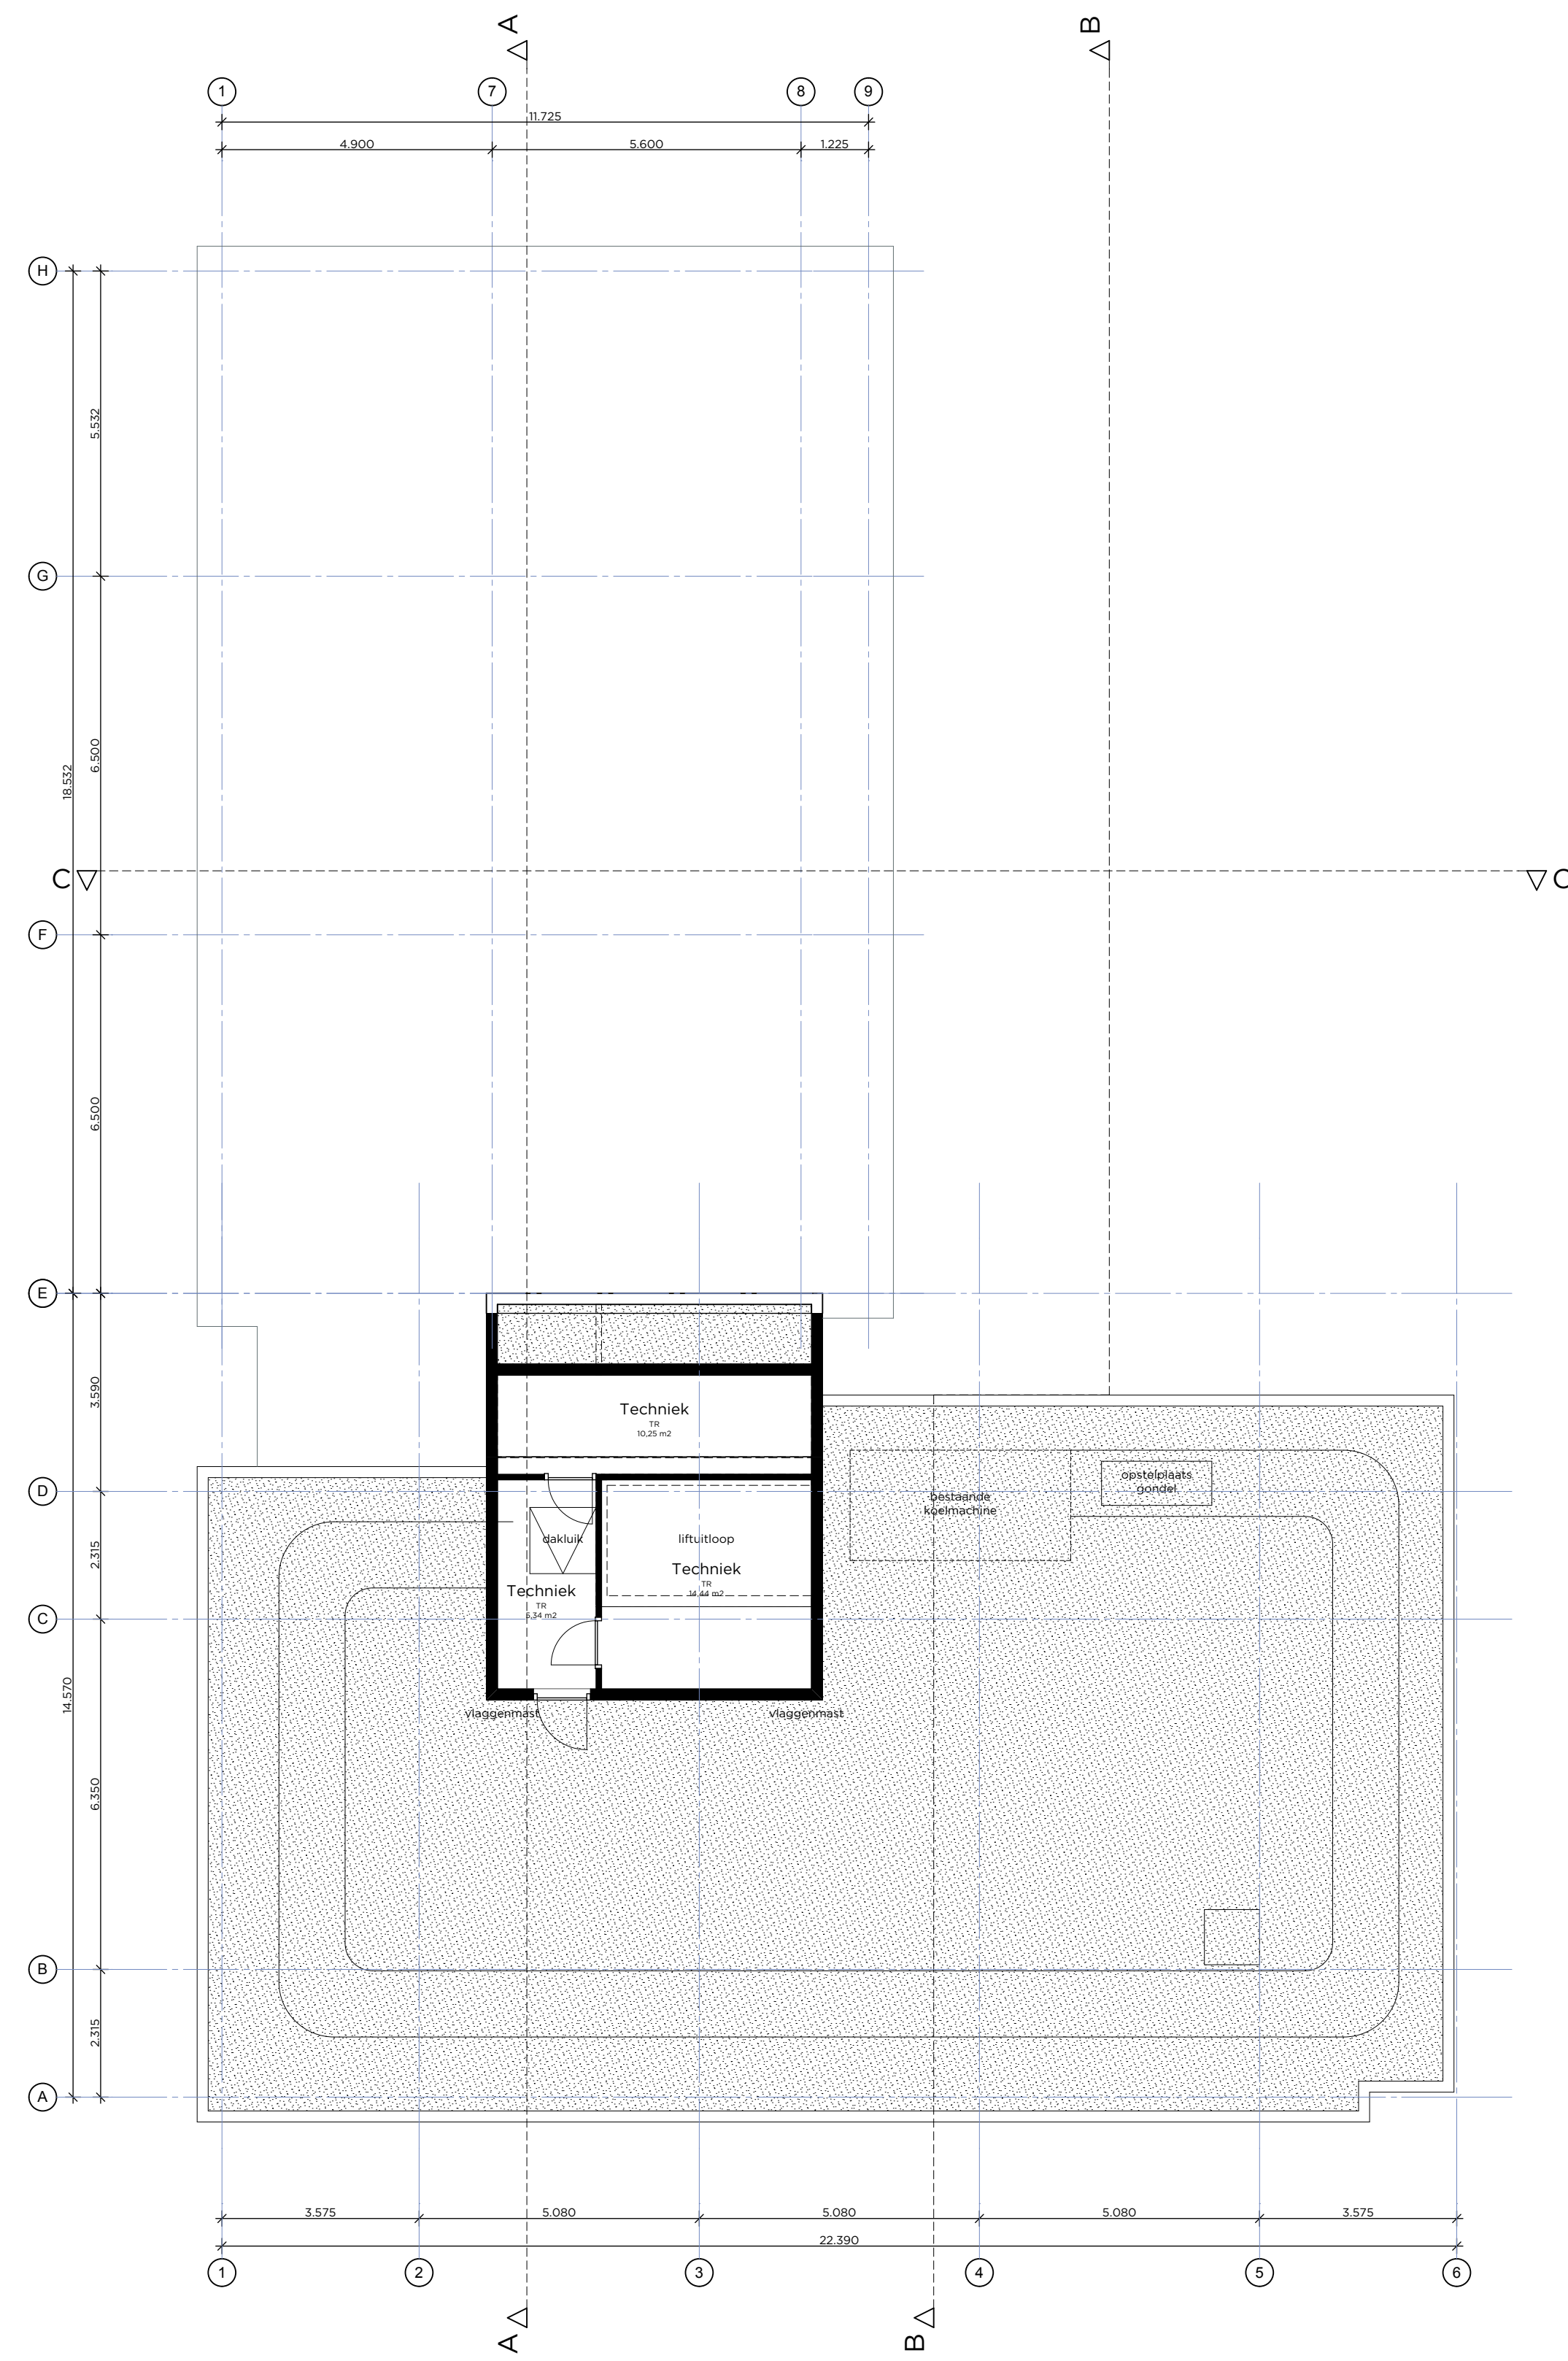 A
B
1
7
8
9
11.725
4.900
5.600
1.225
H
5.532
G
6.500
18.532
C
C
F
6.500
E
3.590
Techniek
TR
10,25 m2
D
opstelplaats
gondel
bestaande
koelmachine
dakluik
liftuitloop
2.315
Techniek
TR
14,44 m2
Techniek
TR
C
vlaggenmast
vlaggenmast
14.570
6.350
B
2.315
A
3.575
5.080
5.080
5.080
3.575
22.390
1
2
3
4
5
6
A
B